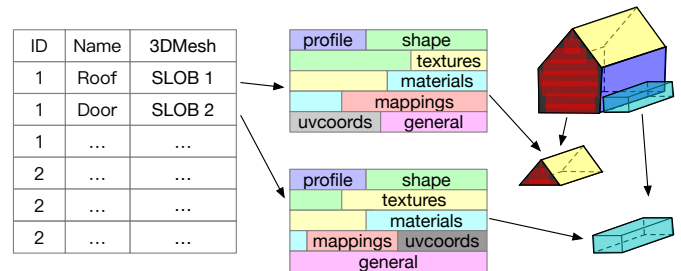 ID Name 3DMesh
1 Roof SLOB 1
1 Door SLOB 2
1 ... ...
2 ... ...
2 ... ...
2 ... ...
profile shape
textures
materials
mappings
uvcoords general
profile shape
textures
materials
mappings uvcoords
general